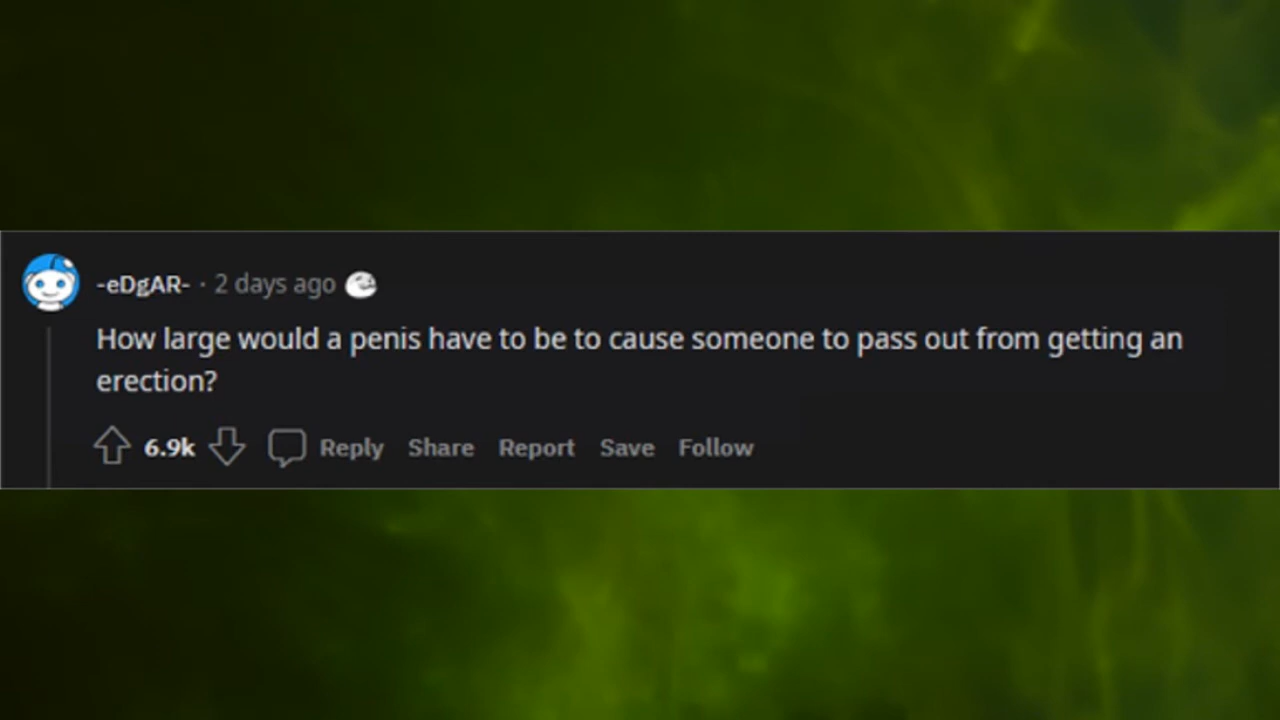 -eDgAR- · 2 days ago
How large would a penis have to be to cause someone to pass out from getting an
erection?
6.9k Reply Share Report Save Follow